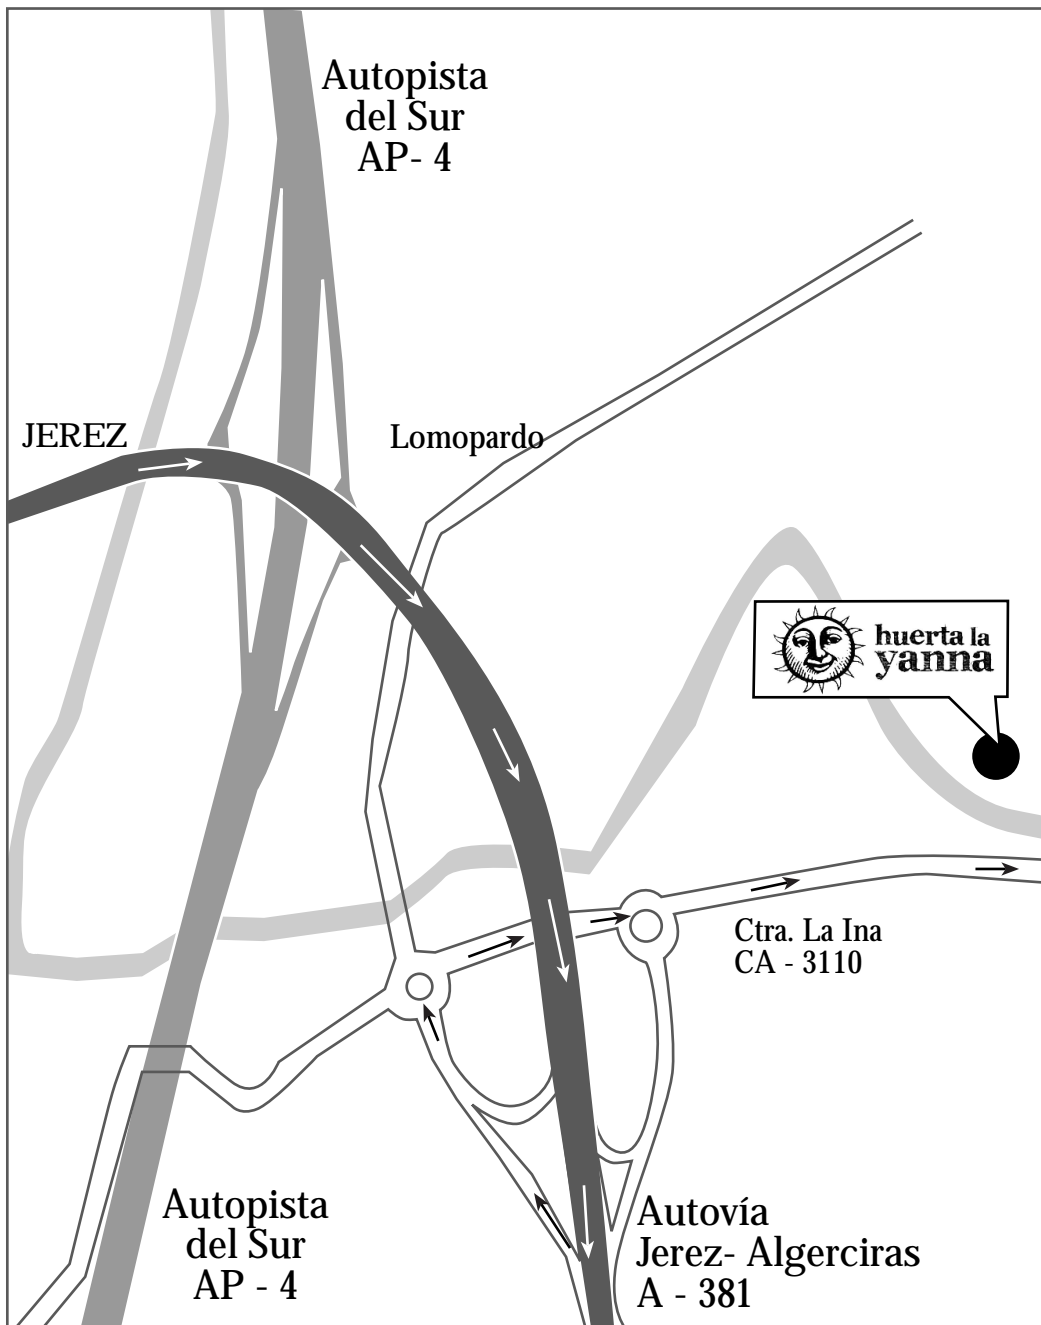 Autopista
del Sur
AP- 4
JEREZ
Lomopardo
huerta la
yanna
Ctra. La Ina
CA - 3110
Autopista
del Sur
AP - 4
Autovía
Jerez- Algerciras
A - 381